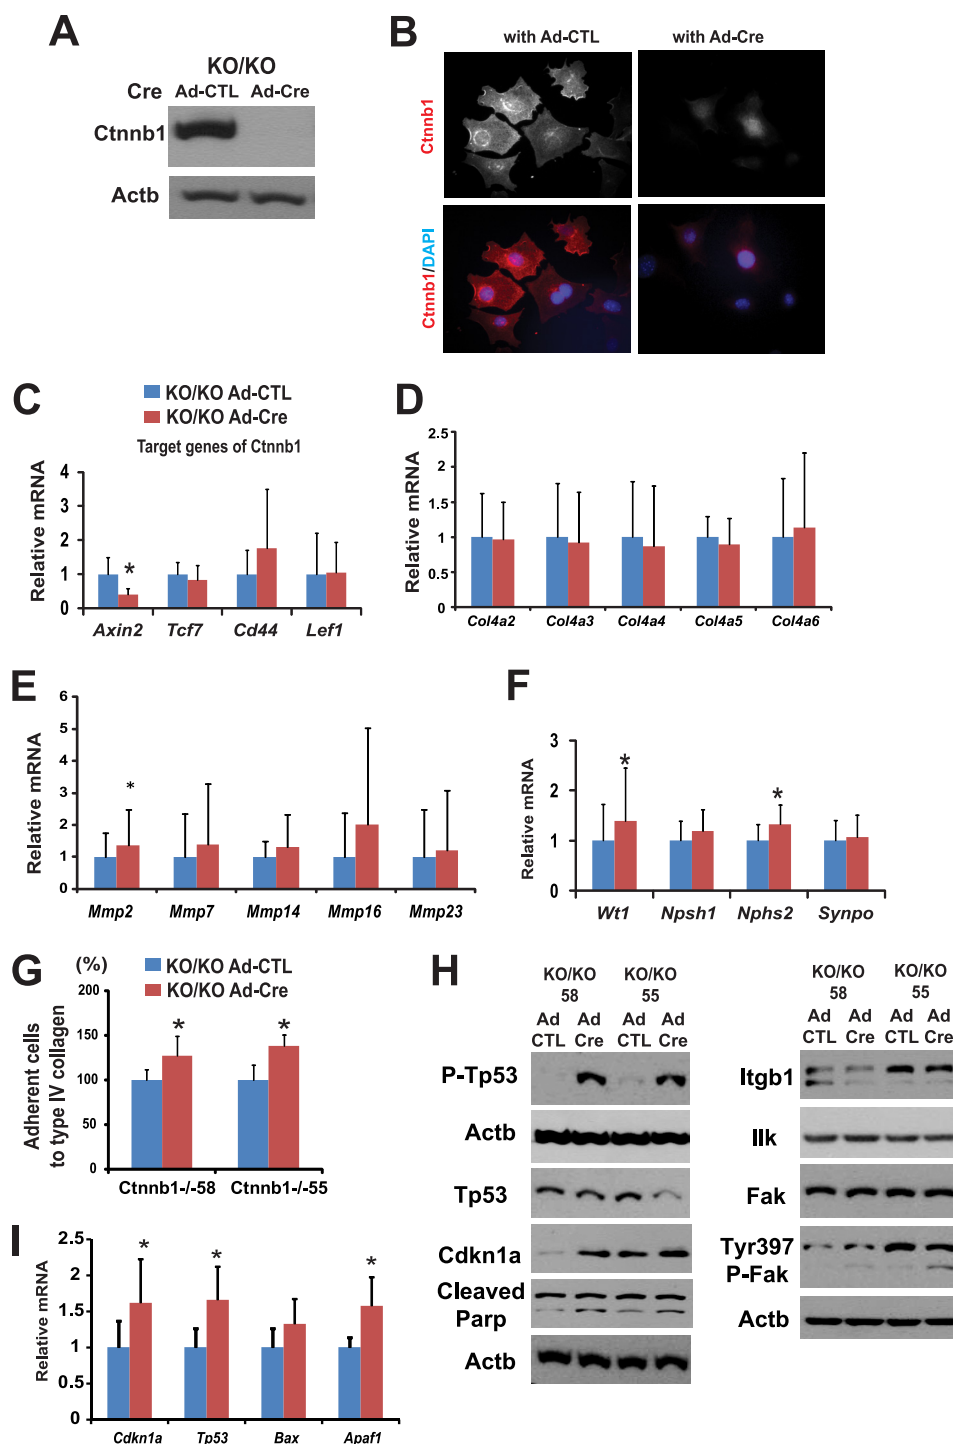 A
KO/KO
Cre Ad-CTL Ad-Cre
Ctnnb1
Actb
B
with Ad-CTL with Ad-Cre
Ctnnb1
Ctnnb1/DAPI
C
KO/KO Ad-CTL
KO/KO Ad-Cre
Target genes of Ctnnb1
Relative mRNA
4
3
2
1
0
Axin2 Tcf7 Cd44 Lef1
*
D
Relative mRNA
2.5
2
1.5
1
0.5
0
Col4a2 Col4a3 Col4a4 Col4a5 Col4a6
E
Relative mRNA
6
5
4
3
2
1
0
*
Mmp2 Mmp7 Mmp14 Mmp16 Mmp23
F
Relative mRNA
3
2
1
0
* *
Wt1 Npsh1 Nphs2 Synpo
G
(%)
KO/KO Ad-CTL
KO/KO Ad-Cre
Adherent cells
to type IV collagen
200
150
100
50
0
* *
Ctnnb1-/-58 Ctnnb1-/-55
H
KO/KO KO/KO
58 55
Ad Ad Ad Ad
CTL Cre CTL Cre
P-Tp53
Actb
Tp53
Cdkn1a
Cleaved
Parp
Actb
KO/KO KO/KO
58 55
Ad Ad Ad Ad
CTL Cre CTL Cre
Itgb1
Ilk
Fak
Tyr397
P-Fak
Actb
I
Relative mRNA
2.5
2
1.5
1
0.5
0
* * *
Cdkn1a Tp53 Bax Apaf1